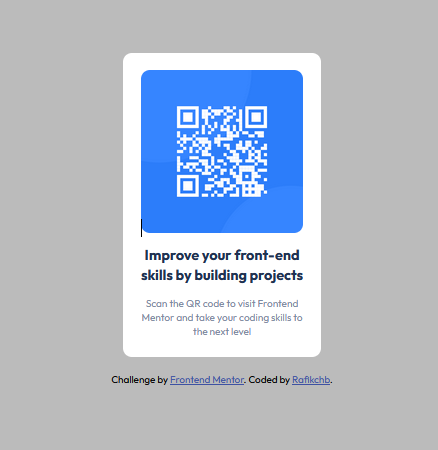 Improve your front-end
skills by building projects
Scan the QR code to visit Frontend
Mentor and take your coding skills to
the next level
Challenge by Frontend Mentor. Coded by Rafikchb.